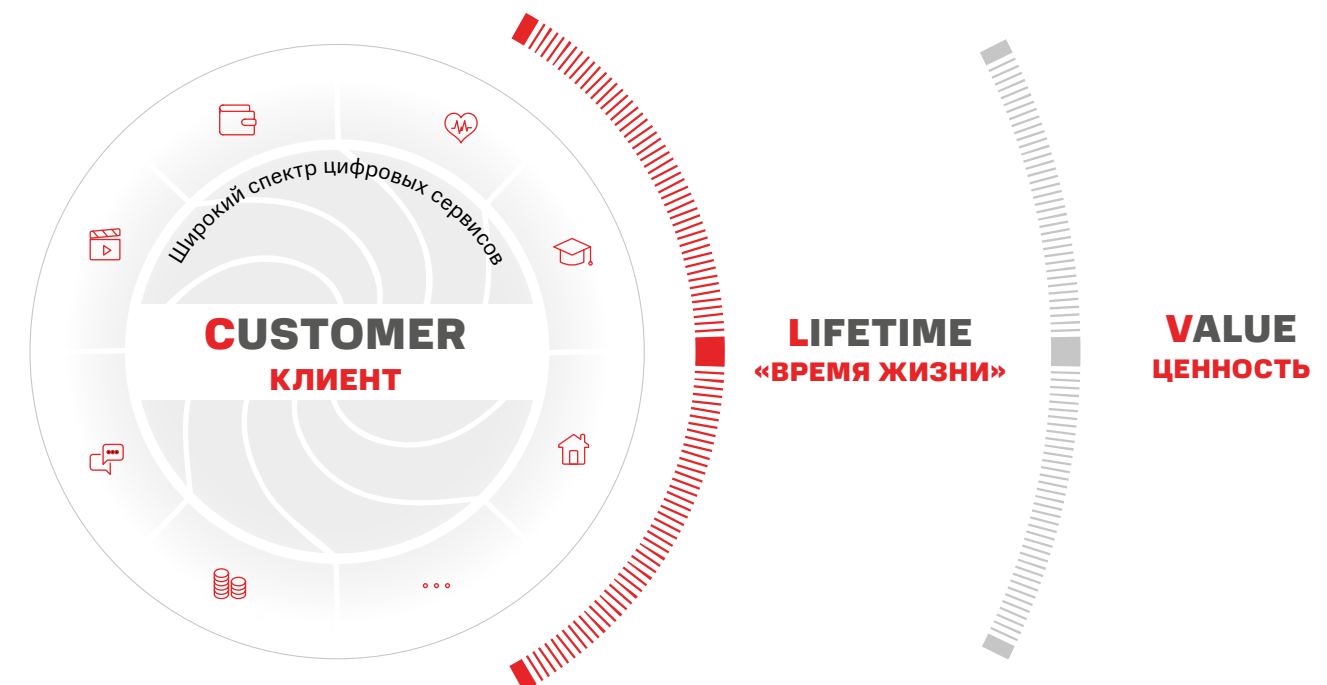 Широкий спектр цифровых сервисов
CUSTOMER
КЛИЕНТ
LIFETIME
«ВРЕМЯ ЖИЗНИ»
VALUE
ЦЕННОСТЬ